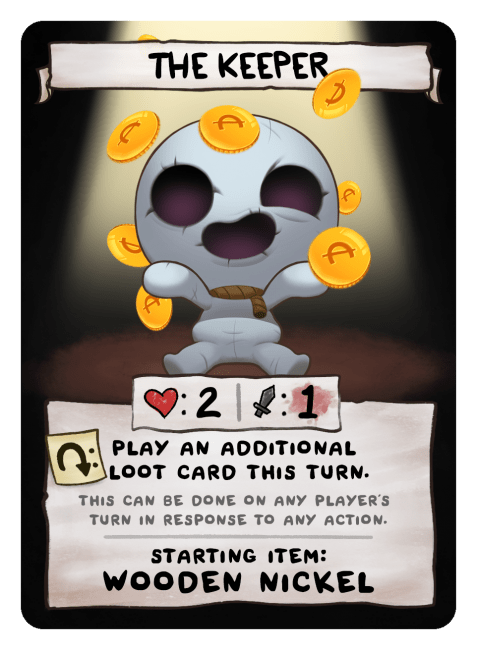 THE KEEPER
:2 | :1
: PLAY AN ADDITIONAL
LOOT CARD THIS TURN.
THIS CAN BE DONE ON ANY PLAYER'S
TURN IN RESPONSE TO ANY ACTION.
STARTING ITEM:
WOODEN NICKEL